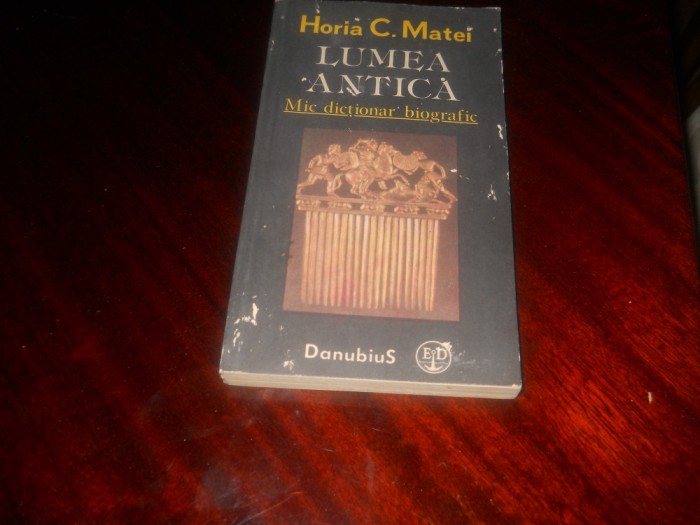 Horia C. Matei
LUMEA
ANTICĂ
Mic dicționar biografic
DanubiuS
E D